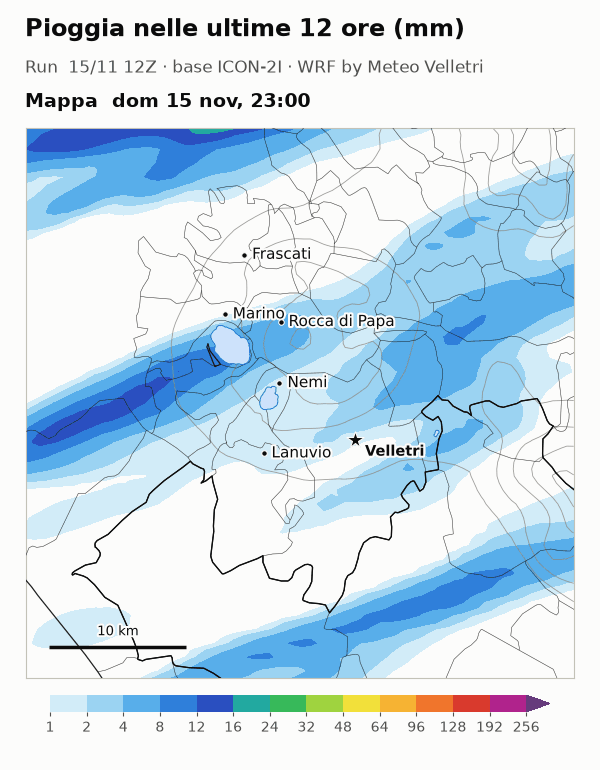 Pioggia nelle ultime 12 ore (mm)
Run  15/11 12Z · base ICON-2I · WRF by Meteo Velletri
Mappa  dom 15 nov, 23:00
Frascati
Marino
Rocca di Papa
Nemi
Velletri
Lanuvio
10 km
1 2 4 8 12 16 24 32 42 48 64 96 128 192 256